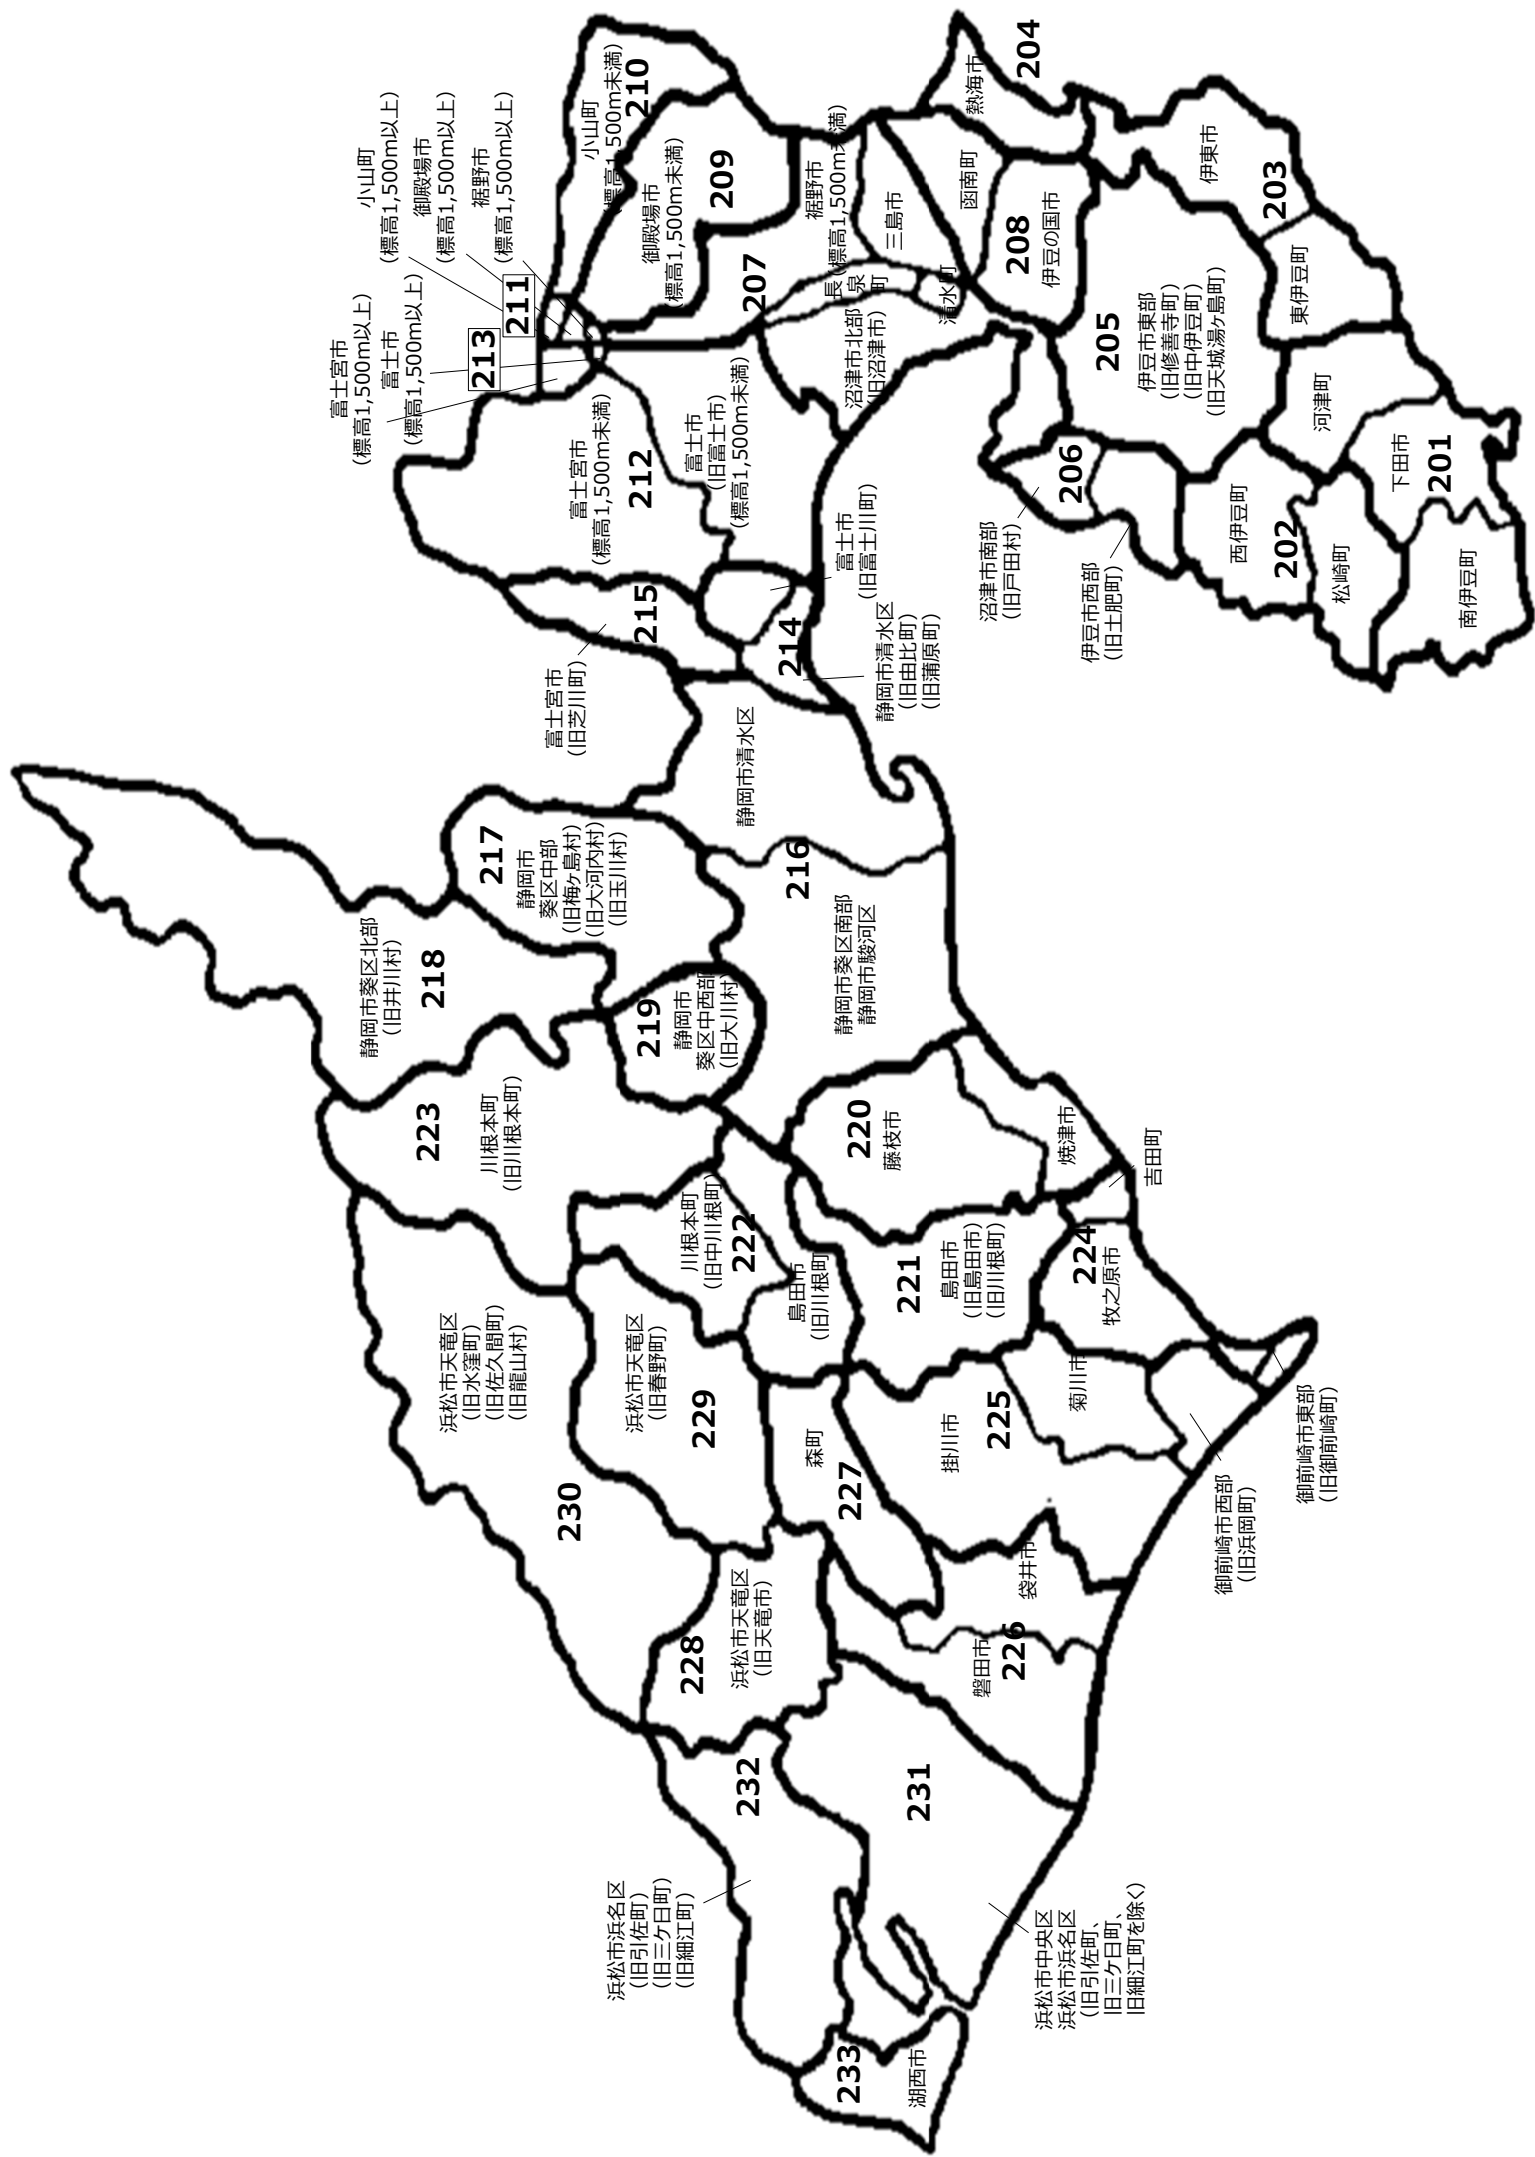 小山町
（標高1,500m以上）
御殿場市
（標高1,500m以上）
裾野市
（標高1,500m以上）
211
富士宮市
（標高1,500m以上）
富士市
（標高1,500m以上）
213
小山町
（標高1,500m未満）
210
御殿場市
（標高1,500m未満）
209
裾野市
（標高1,500m未満）
207
長
泉
町
三島市
清水町
沼津市北部
（旧沼津市）
熱海市
204
函南町
208
伊豆の国市
伊東市
203
東伊豆町
205
伊豆市東部
（旧修善寺町）
（旧中伊豆町）
（旧天城湯ヶ島町）
河津町
下田市
201
南伊豆町
206
沼津市南部
（旧戸田村）
伊豆市西部
（旧土肥町）
西伊豆町
202
松崎町
富士宮市
（標高1,500m未満）
212
富士市
（旧富士市）
（標高1,500m未満）
富士市
（旧富士川町）
215
富士宮市
（旧芝川町）
214
静岡市清水区
（旧由比町）
（旧蒲原町）
静岡市清水区
216
静岡市葵区南部
静岡市駿河区
217
静岡市
葵区中部
（旧梅ヶ島村）
（旧大河内村）
（旧玉川村）
静岡市葵区北部
（旧井川村）
218
219
静岡市
葵区中西部
（旧大川村）
223
川根本町
（旧川根本町）
220
藤枝市
焼津市
吉田町
川根本町
（旧中川根町）
222
島田市
（旧川根町）
221
島田市
（旧島田市）
（旧川根町）
224
牧之原市
浜松市天竜区
（旧水窪町）
（旧佐久間町）
（旧龍山村）
230
浜松市天竜区
（旧春野町）
229
森町
227
掛川市
225
菊川市
御前崎市東部
（旧御前崎町）
御前崎市西部
（旧浜岡町）
袋井市
磐田市
226
228
浜松市天竜区
（旧天竜市）
232
浜松市浜名区
（旧引佐町）
（旧三ケ日町）
（旧細江町）
231
浜松市中央区
浜松市浜名区
（旧引佐町、
旧三ケ日町、
旧細江町を除く）
233
湖西市